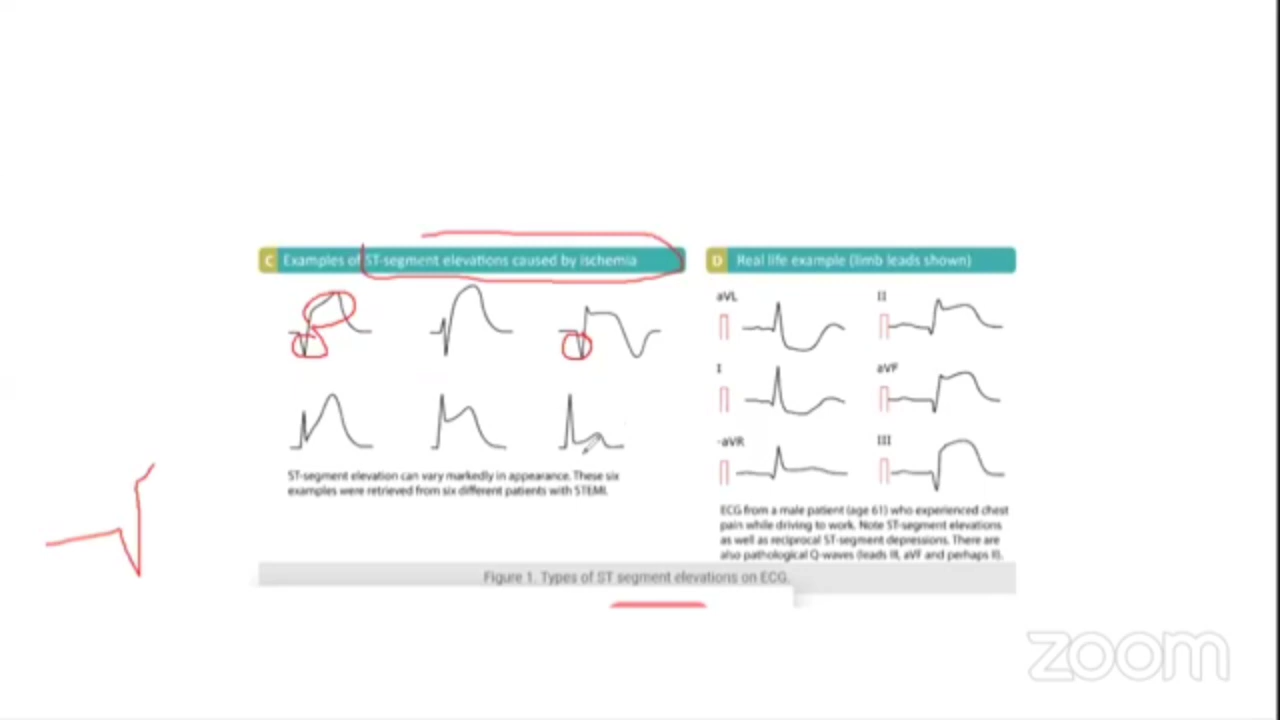 C Examples of ST-segment elevations caused by ischemia
ST-segment elevation can vary markedly in appearance. These six
examples were retrieved from six different patients with STEMI.
D Real life example (limb leads shown)
aVL II
I aVF
-aVR III
ECG from a male patient (age 61) who experienced chest
pain while driving to work. Note ST-segment elevations
as well as reciprocal ST-segment depressions. There are
also pathological Q-waves (leads III, aVF and perhaps II).
Figure 1. Types of ST segment elevations on ECG.
zoom